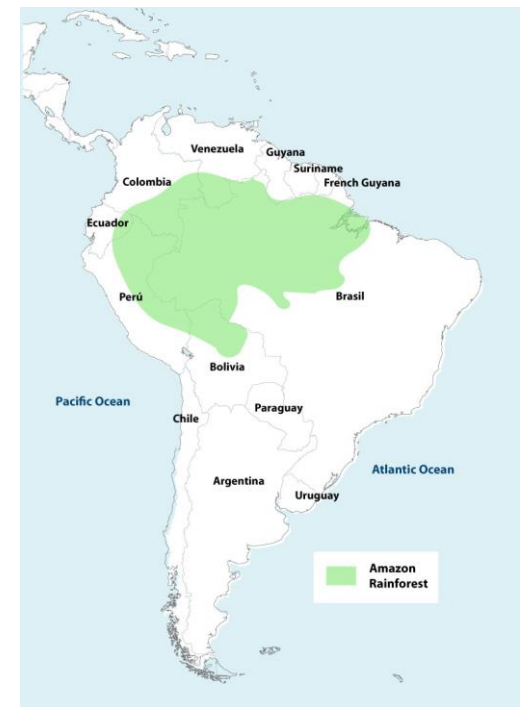 Venezuela
Guyana
Suriname
French Guyana
Colombia
Ecuador
Perú
Brasil
Bolivia
Pacific Ocean
Chile
Paraguay
Atlantic Ocean
Argentina
Uruguay
Amazon
Rainforest